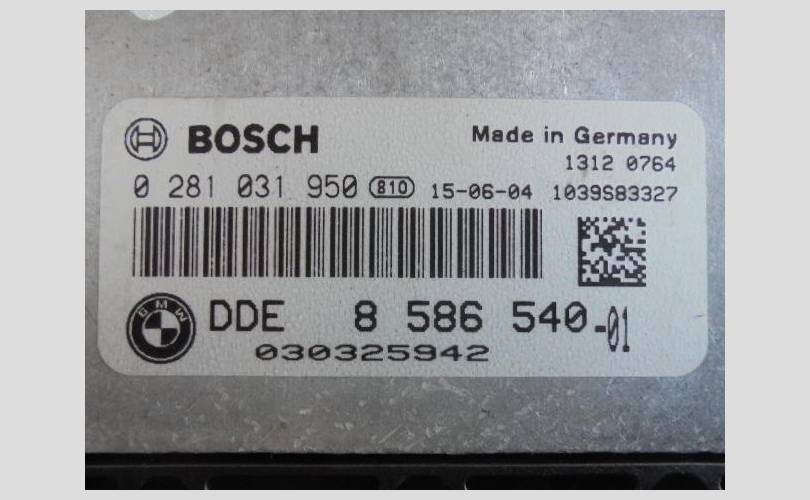 BOSCH
Made in Germany
1312 0764
0 281 031 950 810 15-06-04 1039S83327
BMW
DDE 8 586 540-01
030325942